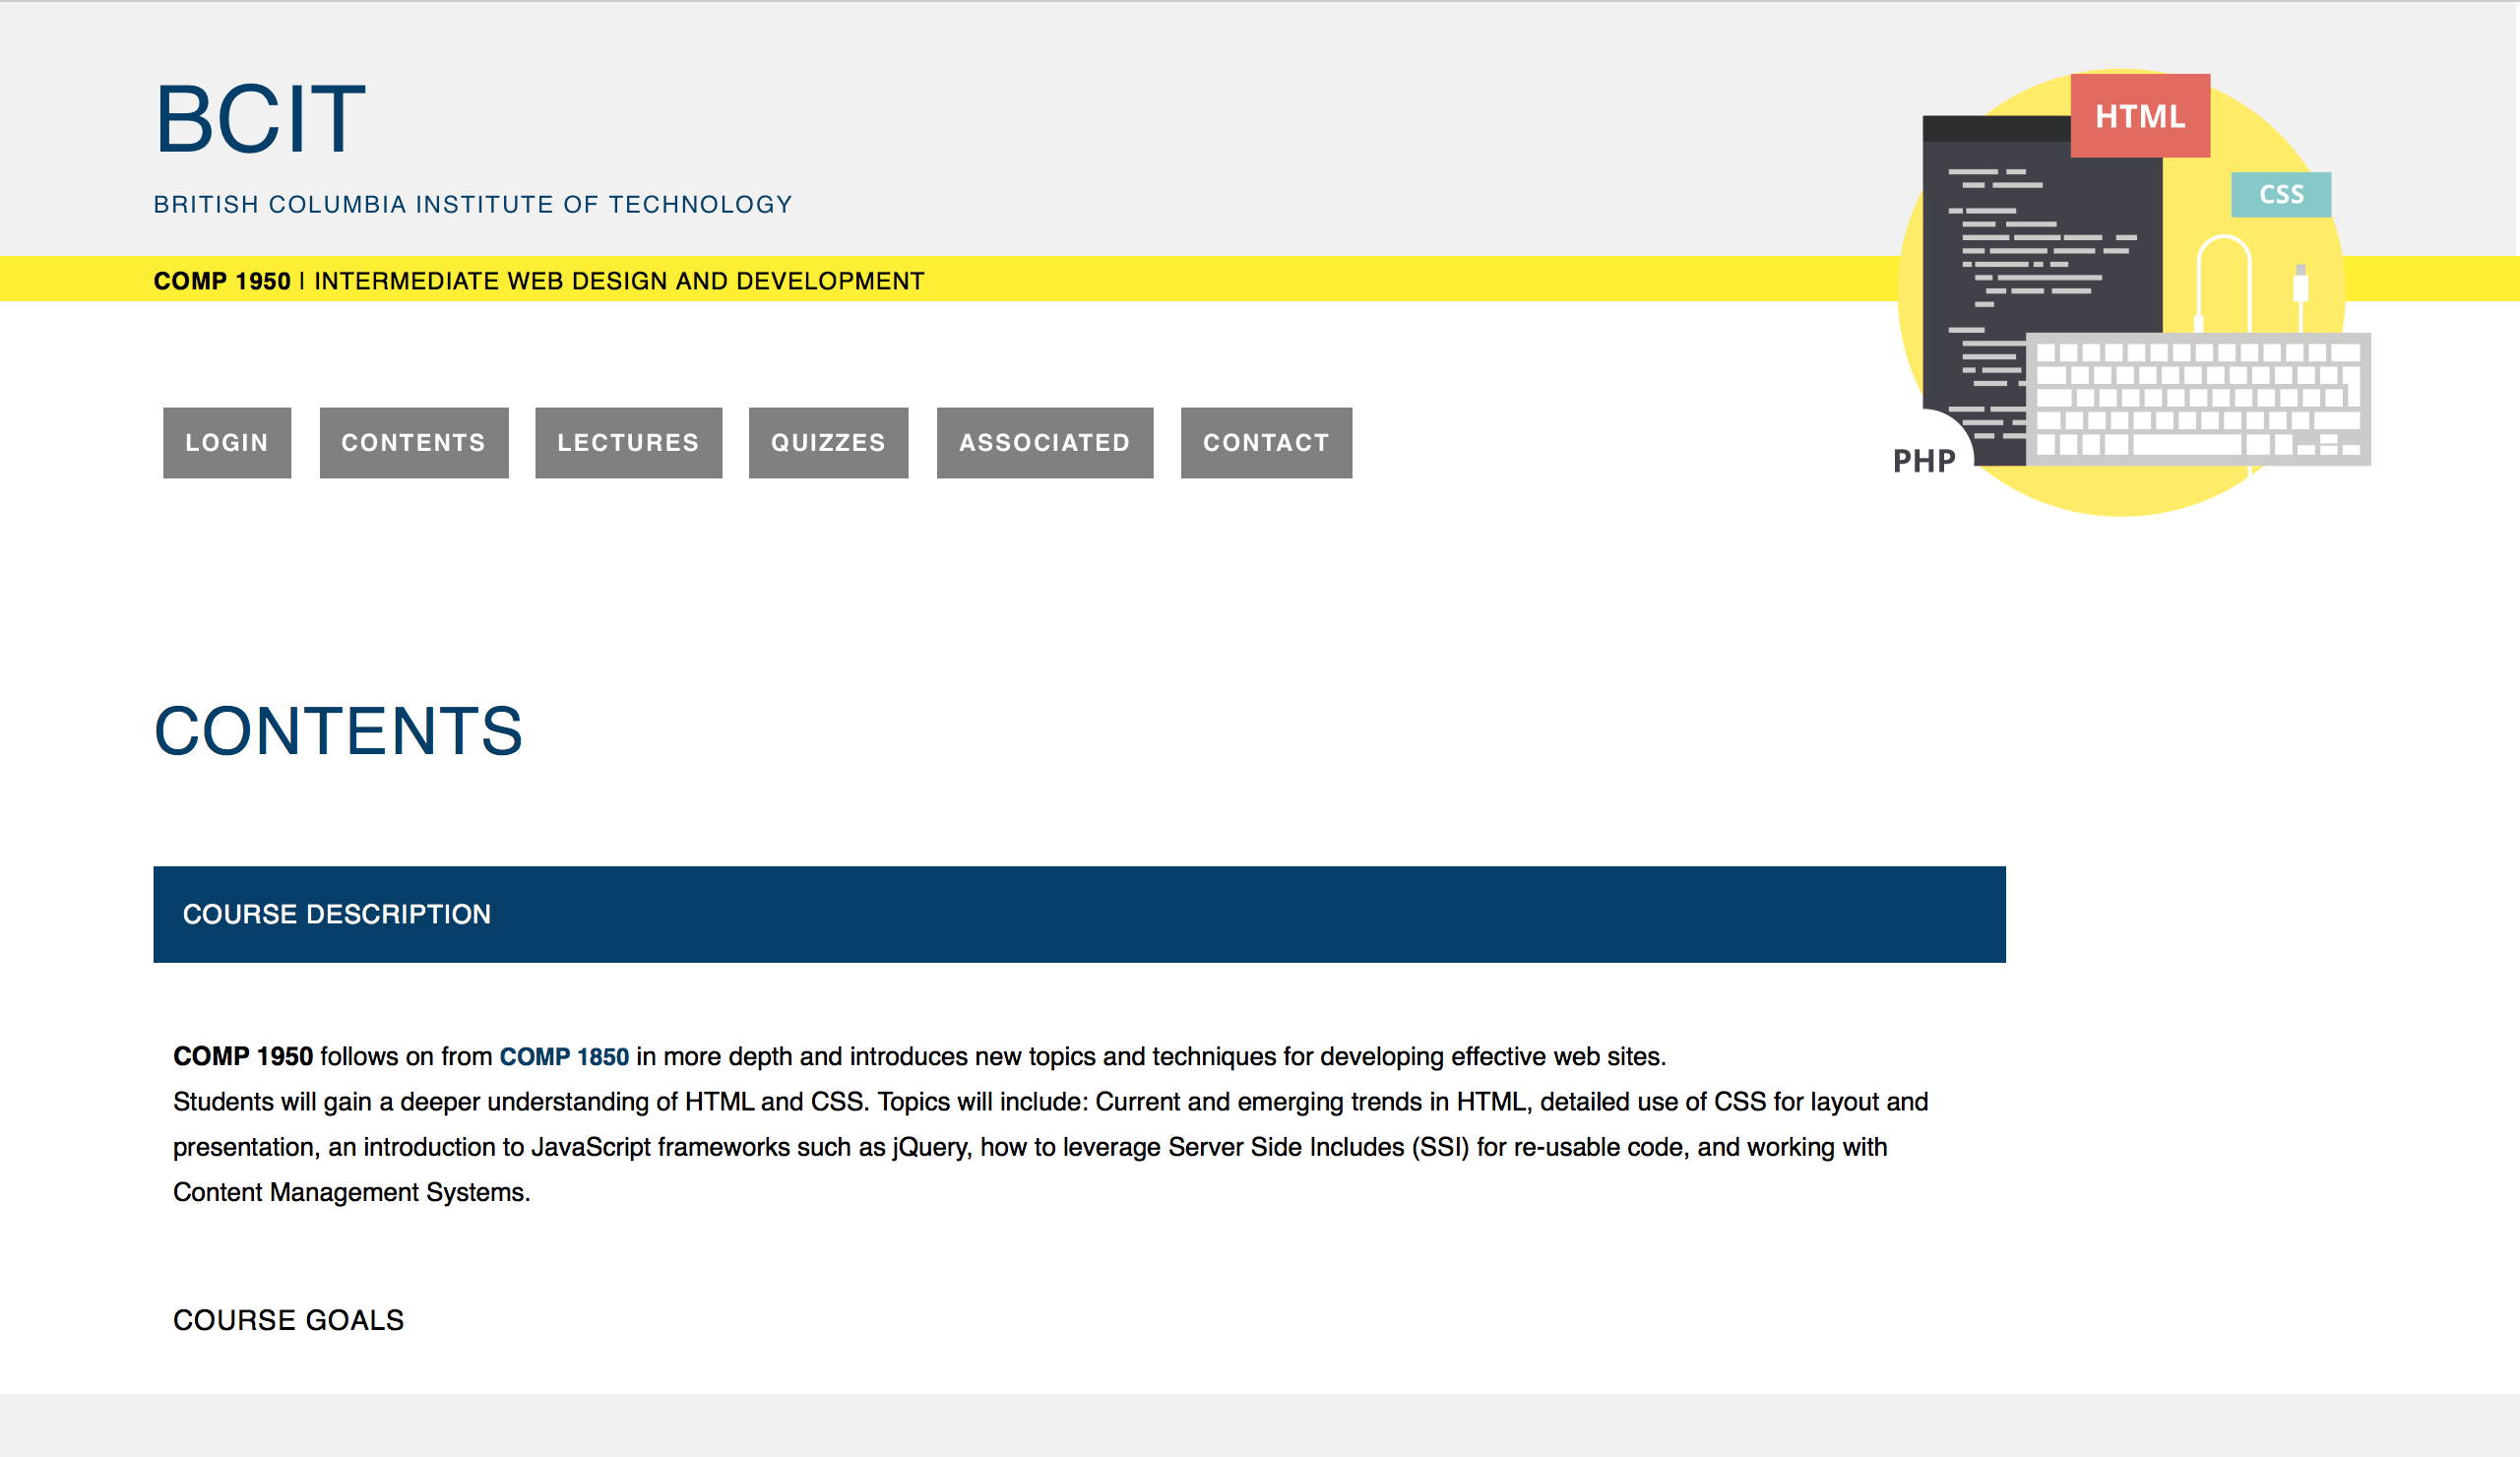 BCIT
BRITISH COLUMBIA INSTITUTE OF TECHNOLOGY
COMP 1950 | INTERMEDIATE WEB DESIGN AND DEVELOPMENT
HTML
CSS
PHP
LOGIN CONTENTS LECTURES QUIZZES ASSOCIATED CONTACT
CONTENTS
COURSE DESCRIPTION
COMP 1950 follows on from COMP 1850 in more depth and introduces new topics and techniques for developing effective web sites.
Students will gain a deeper understanding of HTML and CSS. Topics will include: Current and emerging trends in HTML, detailed use of CSS for layout and
presentation, an introduction to JavaScript frameworks such as jQuery, how to leverage Server Side Includes (SSI) for re-usable code, and working with
Content Management Systems.
COURSE GOALS